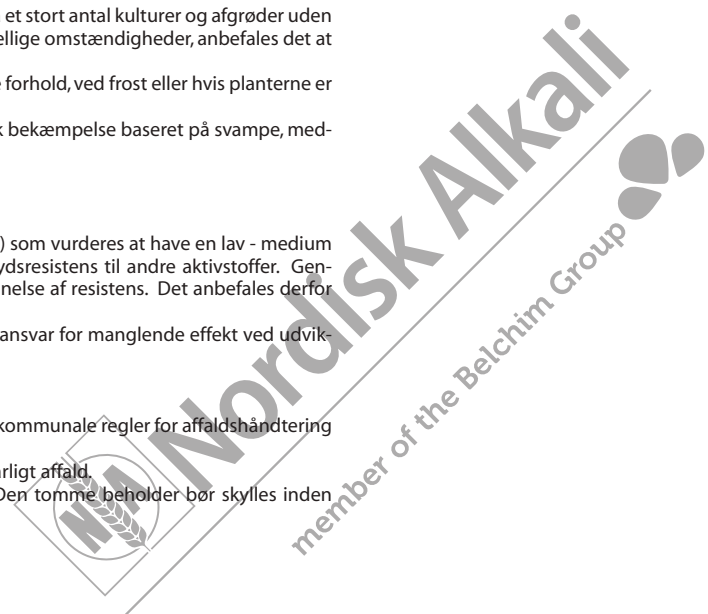 et stort antal kulturer og afgrøder uden
ellige omstændigheder, anbefales det at
forhold, ved frost eller hvis planterne er
k bekæmpelse baseret på svampe, med-
) som vurderes at have en lav - medium
ydsresistens til andre aktivstoffer. Gen-
nelse af resistens. Det anbefales derfor
ansvar for manglende effekt ved udvik-
kommunale regler for affaldshåndtering
rligt affald.
Den tomme beholder bør skylles inden
NA Nordisk Alkali
member of the Belchim Group